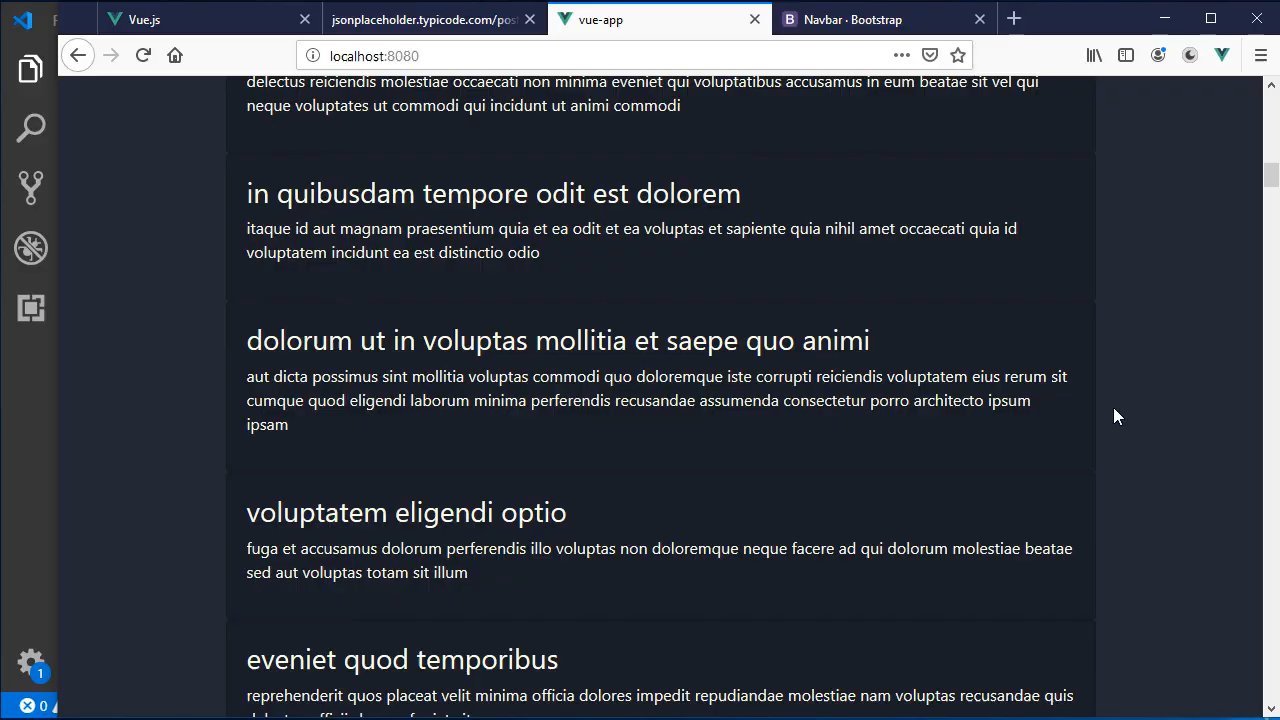 F
Vue.js
jsonplaceholder.typicode.com/post
vue-app
B Navbar · Bootstrap
localhost:8080
delectus reiciendis molestiae occaecati non minima eveniet qui voluptatibus accusamus in eum beatae sit vel qui
neque voluptates ut commodi qui incidunt ut animi commodi
in quibusdam tempore odit est dolorem
itaque id aut magnam praesentium quia et ea odit et ea voluptas et sapiente quia nihil amet occaecati quia id
voluptatem incidunt ea est distinctio odio
dolorum ut in voluptas mollitia et saepe quo animi
aut dicta possimus sint mollitia voluptas commodi quo doloremque iste corrupti reiciendis voluptatem eius rerum sit
cumque quod eligendi laborum minima perferendis recusandae assumenda consectetur porro architecto ipsum
ipsam
voluptatem eligendi optio
fuga et accusamus dolorum perferendis illo voluptas non doloremque neque facere ad qui dolorum molestiae beatae
sed aut voluptas totam sit illum
eveniet quod temporibus
reprehenderit quos placeat velit minima officia dolores impedit repudiandae molestiae nam voluptas recusandae quis
1
0